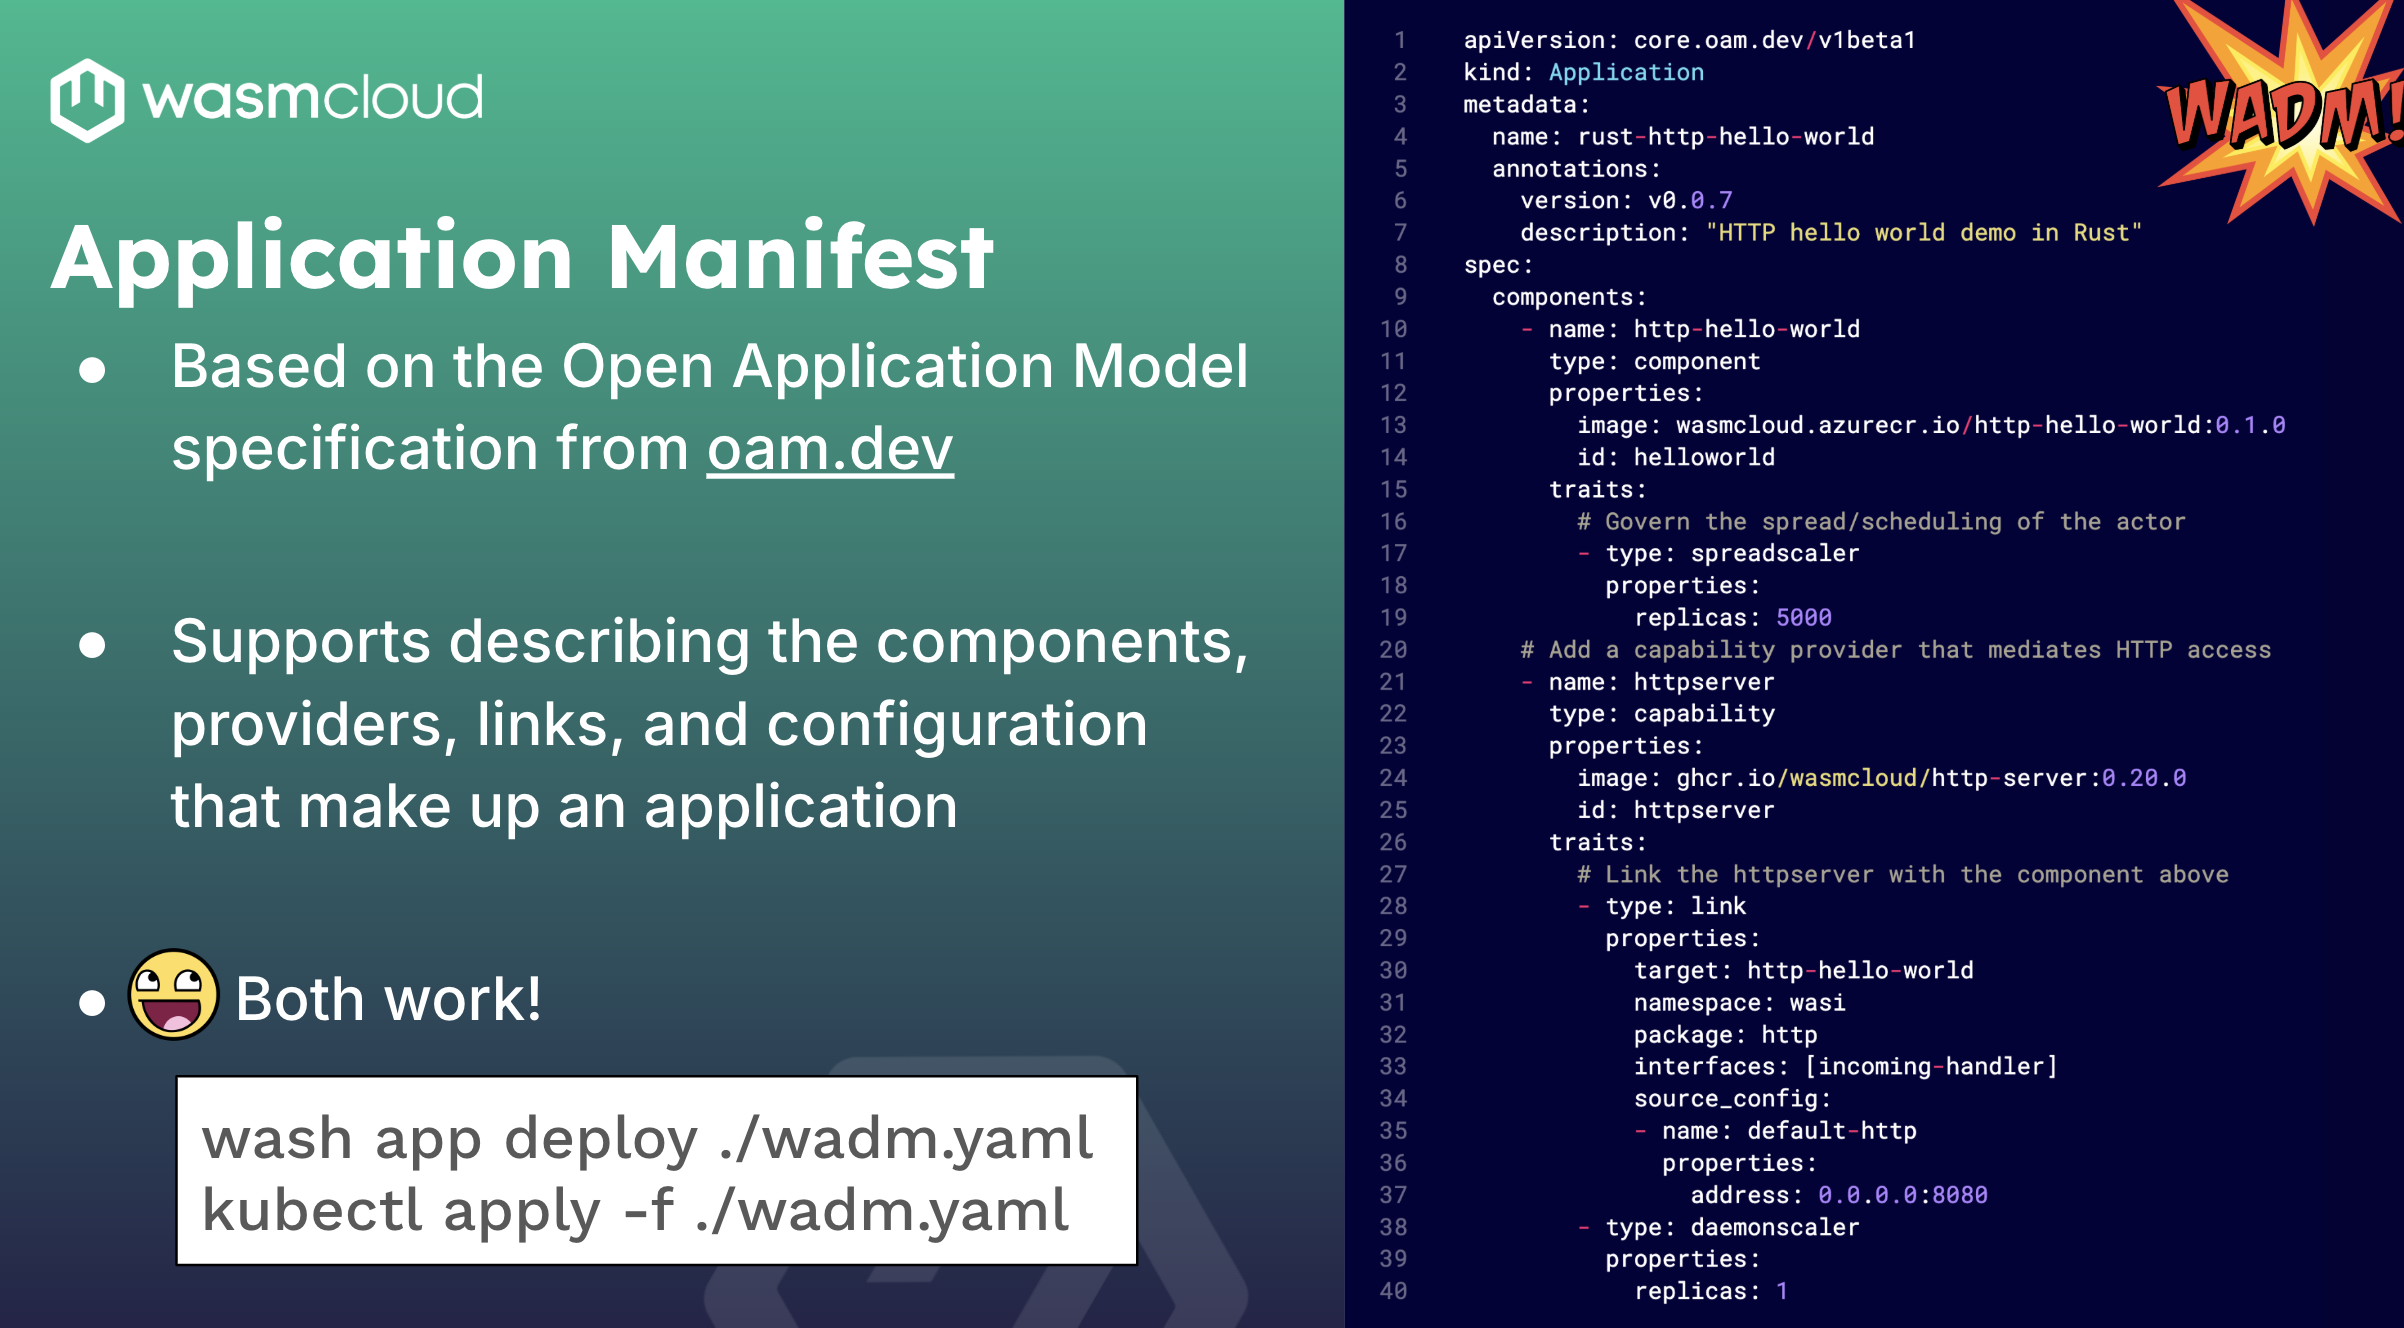 wasmcloud
Application Manifest
● Based on the Open Application Model
specification from oam.dev
● Supports describing the components,
providers, links, and configuration
that make up an application
● Both work!
wash app deploy ./wadm.yaml
kubectl apply -f ./wadm.yaml
WADM!
1 apiVersion: core.oam.dev/v1beta1
2 kind: Application
3 metadata:
4   name: rust-http-hello-world
5   annotations:
6     version: v0.0.7
7     description: "HTTP hello world demo in Rust"
8 spec:
9   components:
10     - name: http-hello-world
11       type: component
12       properties:
13         image: wasmcloud.azurecr.io/http-hello-world:0.1.0
14         id: helloworld
15       traits:
16         # Govern the spread/scheduling of the actor
17         - type: spreadscaler
18           properties:
19             replicas: 5000
20     # Add a capability provider that mediates HTTP access
21     - name: httpserver
22       type: capability
23       properties:
24         image: ghcr.io/wasmcloud/http-server:0.20.0
25         id: httpserver
26       traits:
27         # Link the httpserver with the component above
28         - type: link
29           properties:
30             target: http-hello-world
31             namespace: wasi
32             package: http
33             interfaces: [incoming-handler]
34             source_config:
35             - name: default-http
36               properties:
37                 address: 0.0.0.0:8080
38         - type: daemonscaler
39           properties:
40             replicas: 1